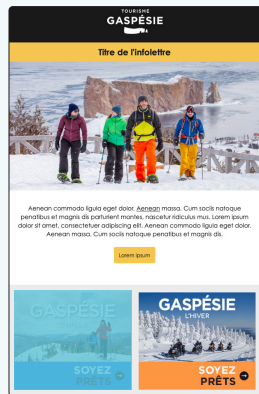 TOURISME
GASPÉSIE
Titre de l'infolettre
Aenean commodo ligula eget dolor. Aenean massa. Cum sociis natoque
penatibus et magnis dis parturient montes, nascetur ridiculus mus. Lorem ipsum
dolor sit amet, consectetuer adipiscing elit. Aenean commodo ligula eget dolor.
Aenean massa. Cum sociis natoque penatibus et magnis dis.
Lorem ipsum
GASPÉSIE
SOYEZ
PRÊTS
GASPÉSIE
L'HIVER
SOYEZ
PRÊTS